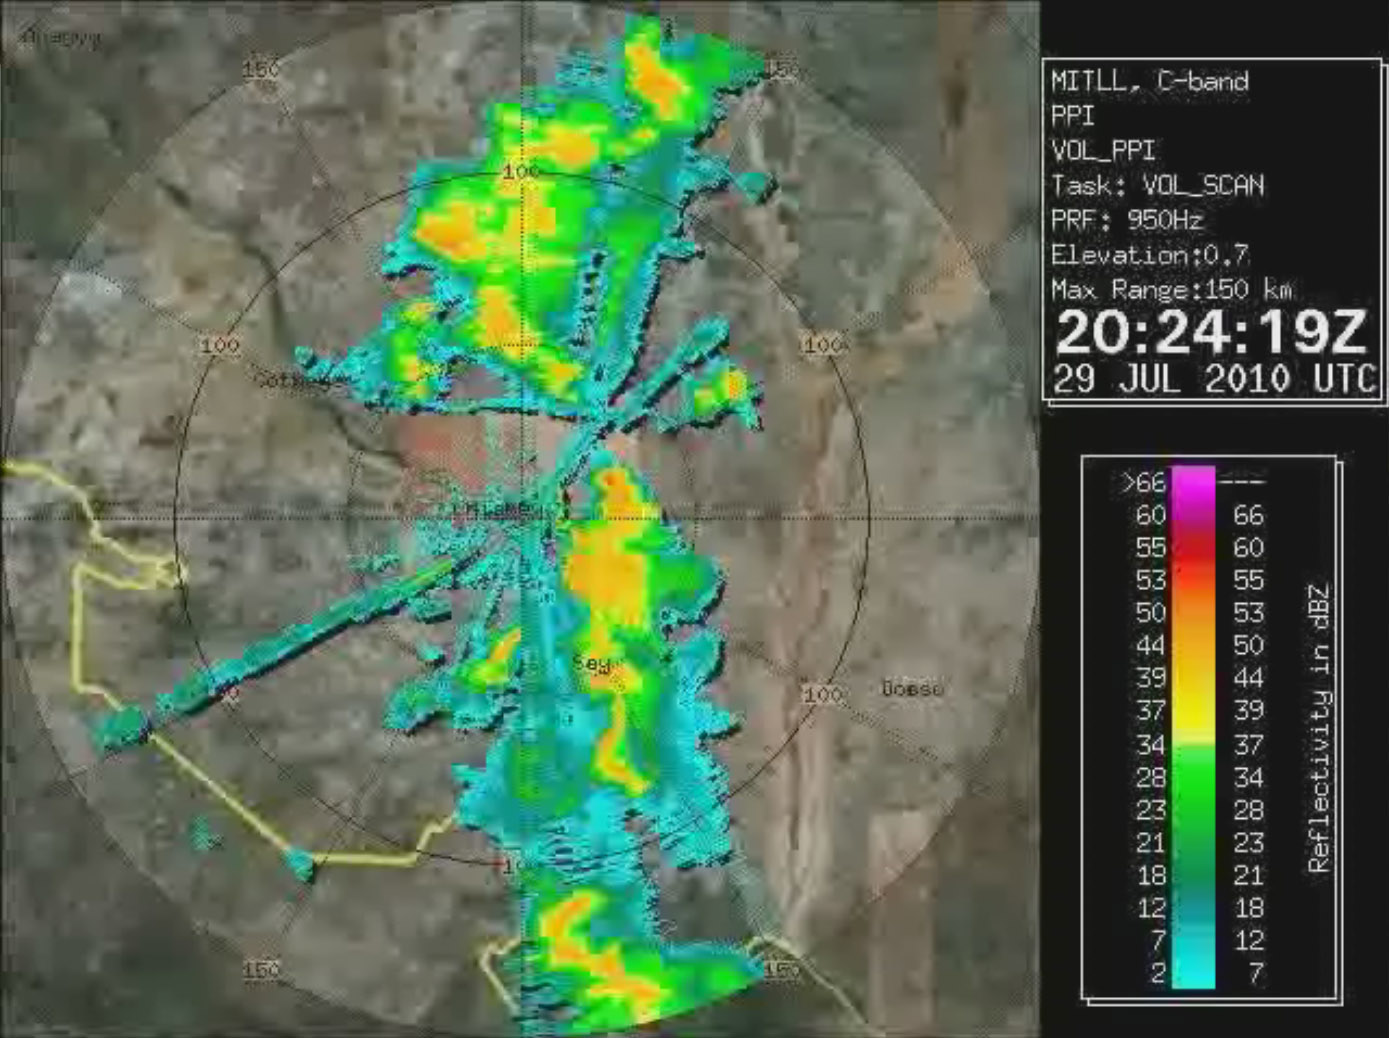 150
150
MITLL, C-band
PPI
VOL_PPI
Task: VOL_SCAN
PRF: 950Hz
Elevation:0.7
Max Range:150 km
20:24:19Z
29 JUL 2010 UTC
100
100
100
>66 ----
60 66
55 60
53 55
50 53
44 50
39 44
37 39
34 37
28 34
23 28
21 23
18 21
12 18
7 12
2 7
Reflectivity in dBZ
Niamey
Say
Dosso
100
150
150